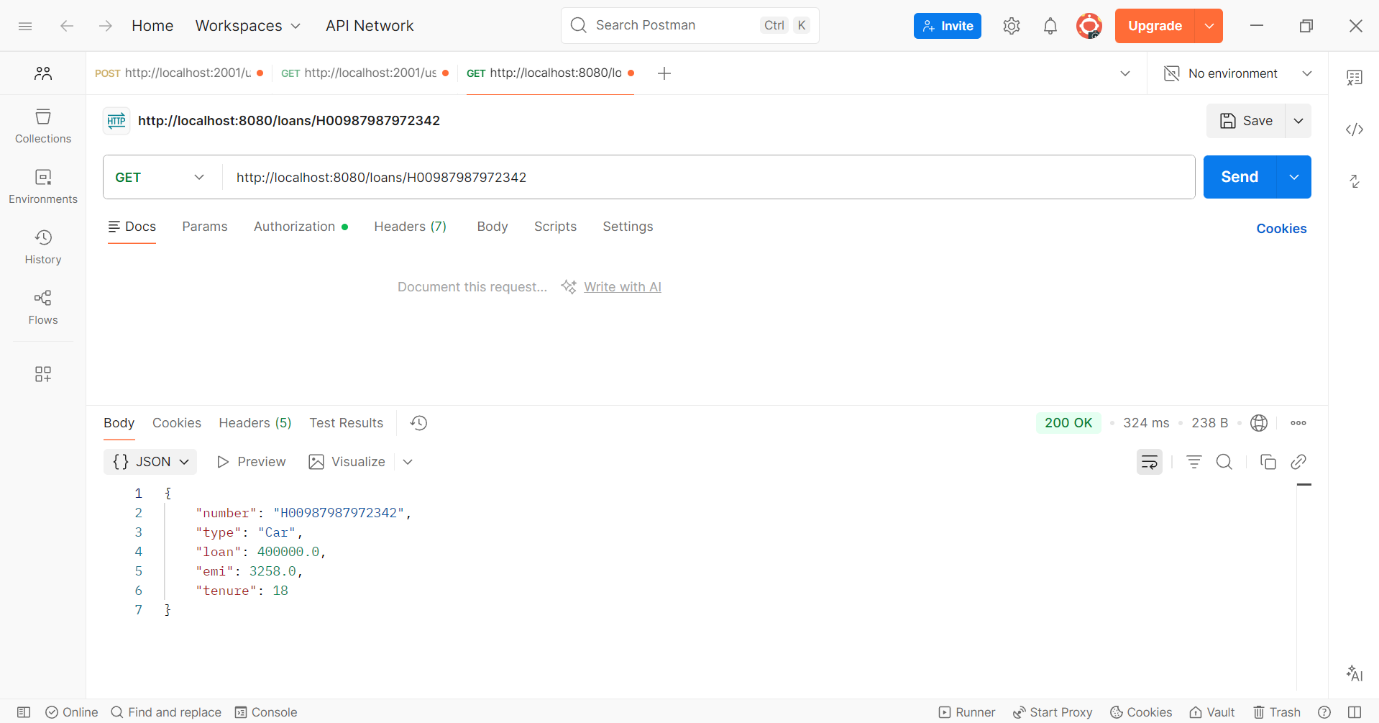 Home Workspaces API Network Search Postman Ctrl K Invite Upgrade
POST http://localhost:2001/u GET http://localhost:2001/us GET http://localhost:8080/lo No environment
HTTP http://localhost:8080/loans/H00987987972342 Save
Collections
GET http://localhost:8080/loans/H00987987972342 Send
Environments
Docs Params Authorization Headers (7) Body Scripts Settings Cookies
History
Document this request... Write with AI
Flows
Body Cookies Headers (5) Test Results 200 OK 324 ms 238 B
{} JSON Preview Visualize
1 {
2 "number": "H00987987972342",
3 "type": "Car",
4 "loan": 400000.0,
5 "emi": 3258.0,
6 "tenure": 18
7 }
AI
Online Find and replace Console Runner Start Proxy Cookies Vault Trash